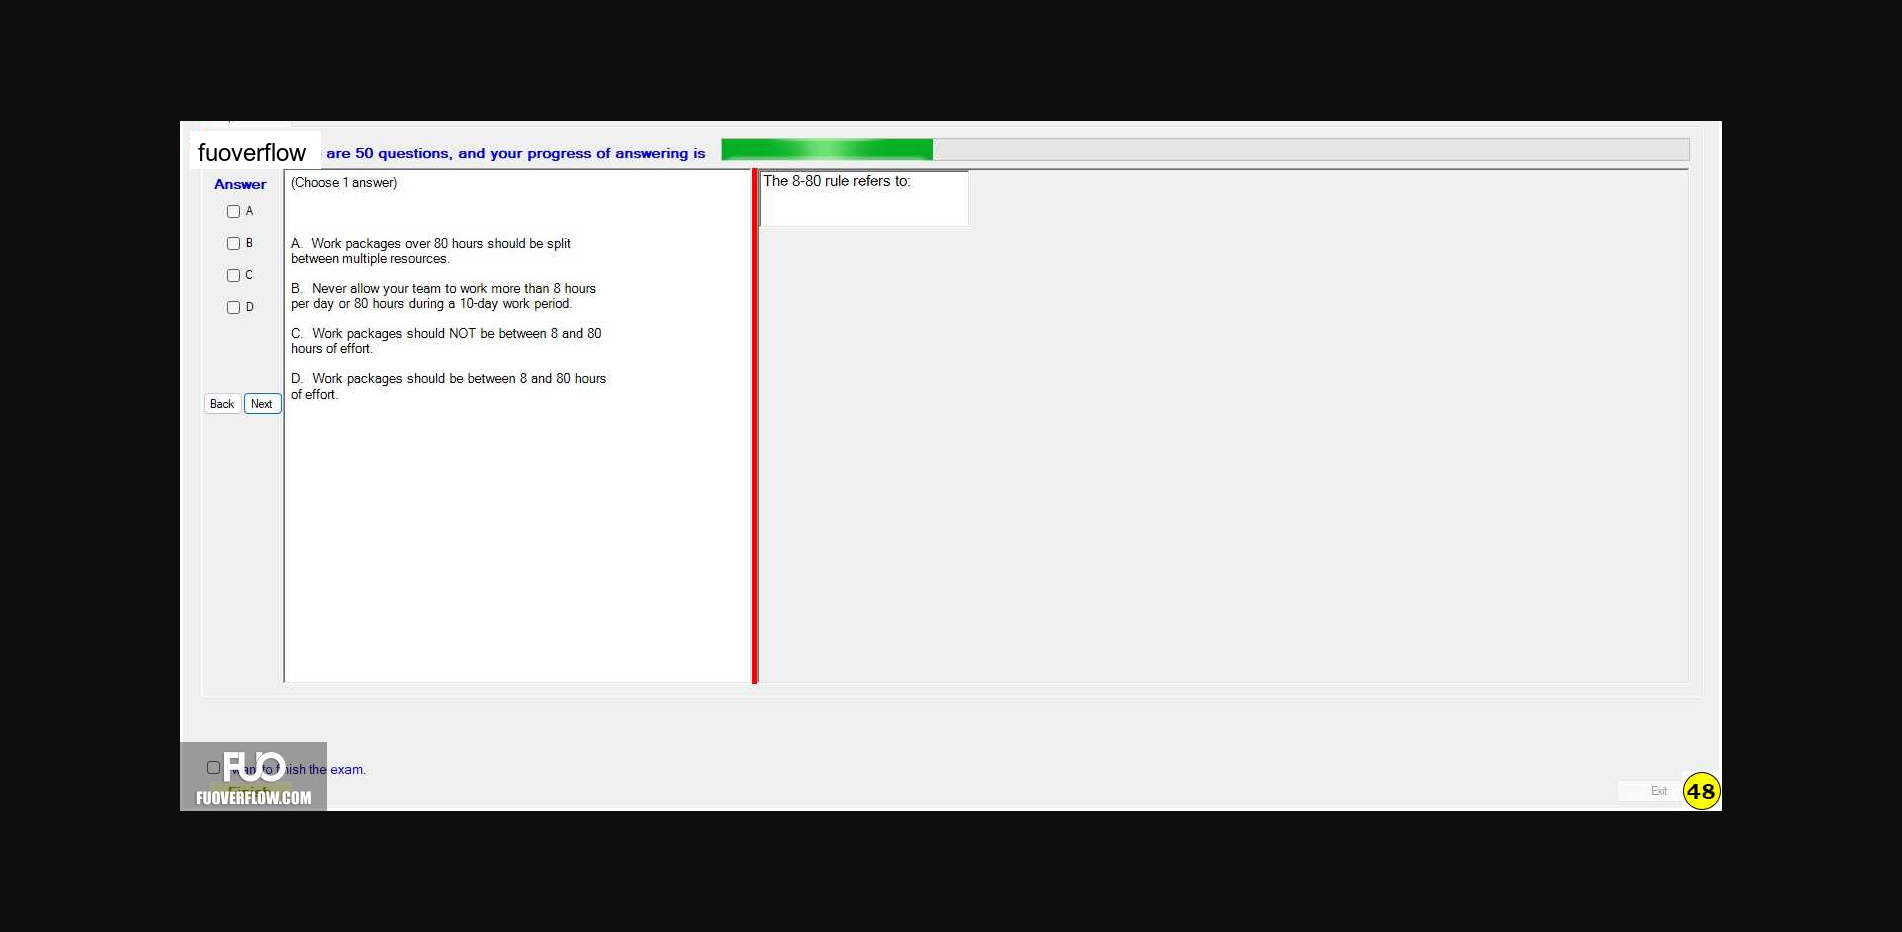 fuoverflow are 50 questions, and your progress of answering is
Answer
A
B
C
D
Back Next
(Choose 1 answer)
A. Work packages over 80 hours should be split
between multiple resources.
B. Never allow your team to work more than 8 hours
per day or 80 hours during a 10-day work period.
C. Work packages should NOT be between 8 and 80
hours of effort.
D. Work packages should be between 8 and 80 hours
of effort.
The 8-80 rule refers to:
FUO
want to finish the exam.
Finish
FUOVERFLOW.COM
Exit
48